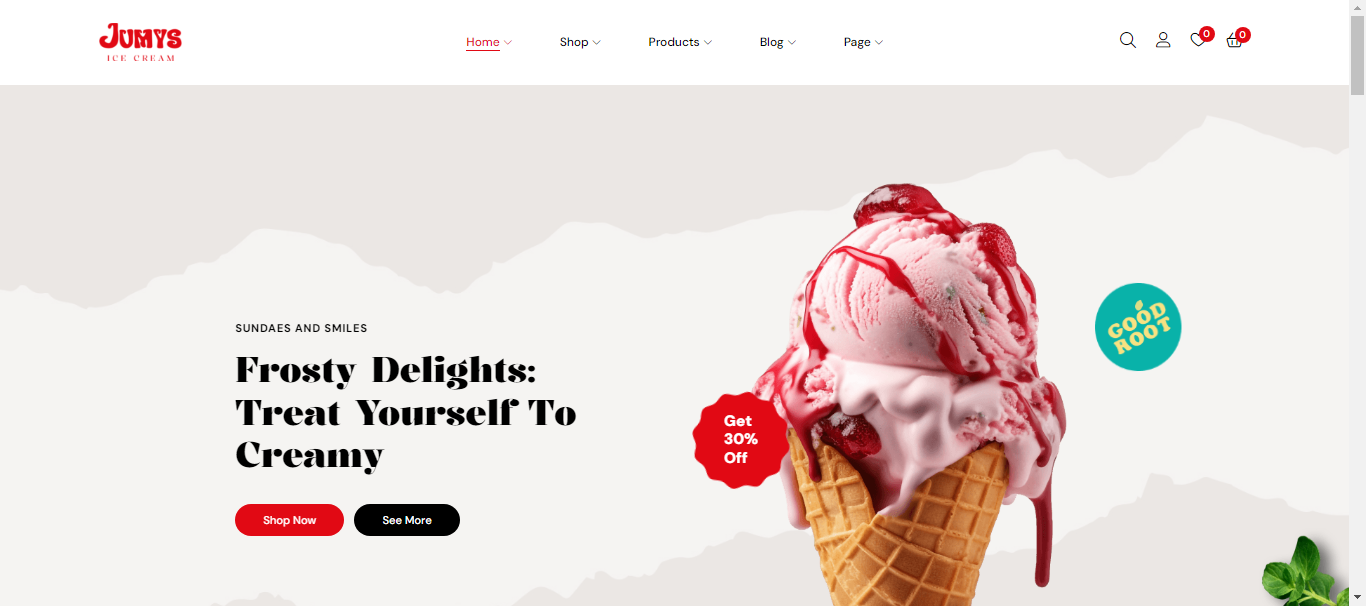 JUMYS
ICE CREAM
Home
Shop
Products
Blog
Page
0
0
SUNDAES AND SMILES
Frosty Delights:
Treat Yourself To
Creamy
Shop Now
See More
Get
30%
Off
GOOD
ROOT